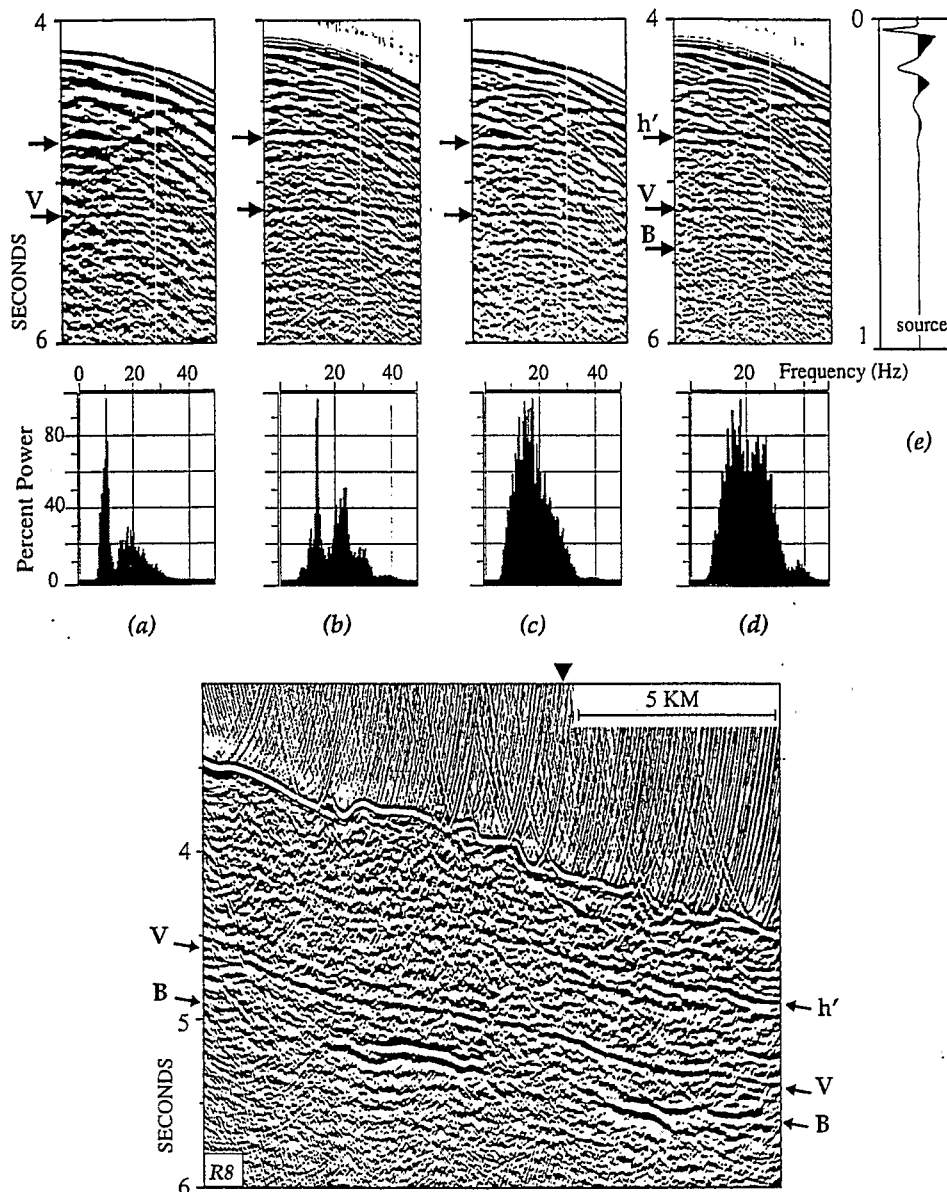 4
4
0
h'
V
V
B
SECONDS
6
6
1
source
0 20 40
20 40
20 40
20
Frequency (Hz)
Percent Power
80
40
0
(a)
(b)
(c)
(d)
(e)
5 KM
4
V
B
5
h'
V
B
SECONDS
6
R8